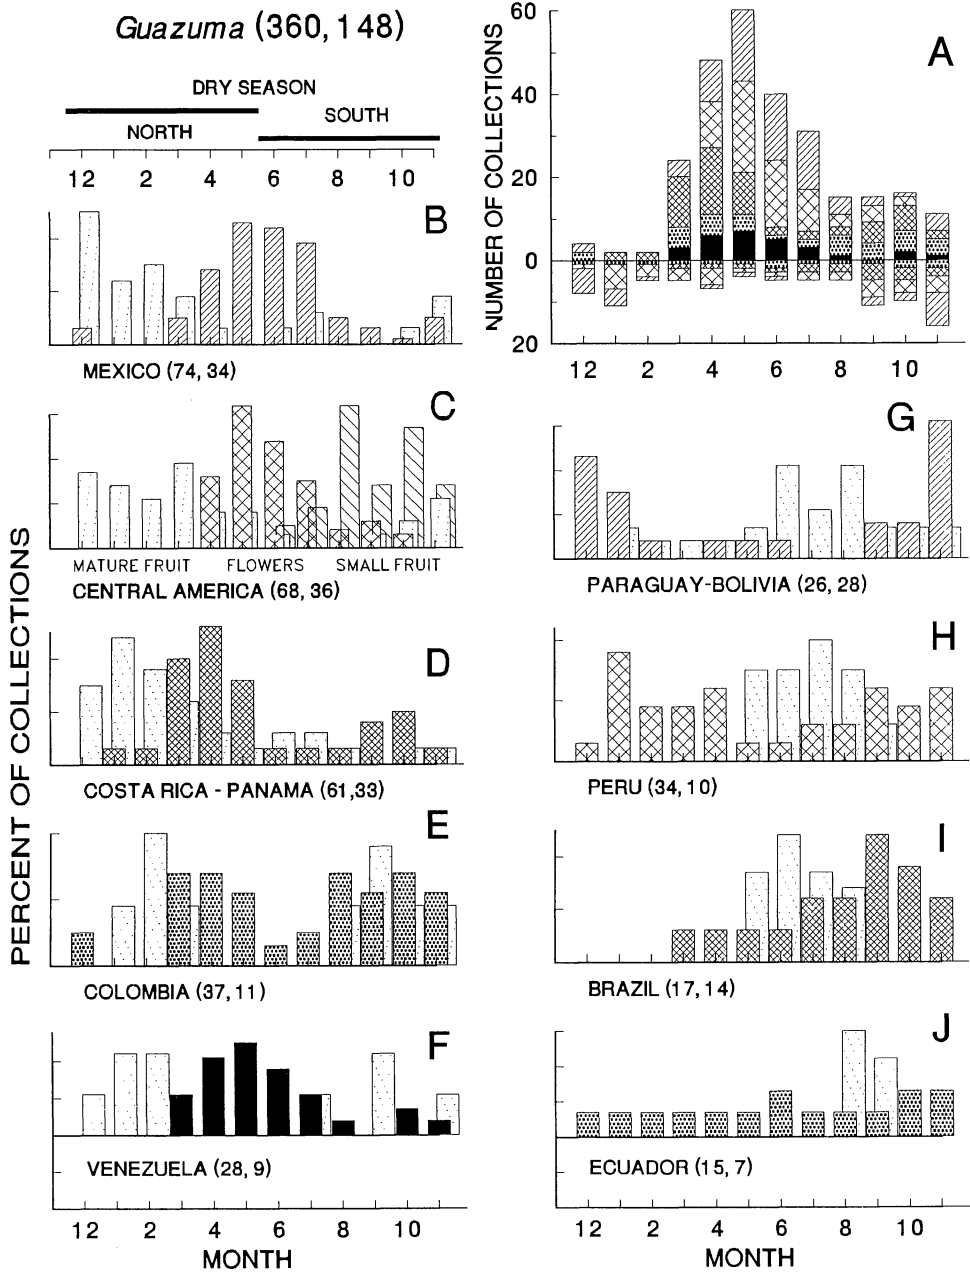 Guazuma (360, 148)
DRY SEASON
NORTH
SOUTH
12 2 4 6 8 10
A
NUMBER OF COLLECTIONS
60
40
20
0
20
12 2 4 6 8 10
B
MEXICO (74, 34)
C
MATURE FRUIT FLOWERS SMALL FRUIT
CENTRAL AMERICA (68, 36)
D
COSTA RICA - PANAMA (61,33)
E
COLOMBIA (37, 11)
F
VENEZUELA (28, 9)
12 2 4 6 8 10
MONTH
PERCENT OF COLLECTIONS
G
PARAGUAY-BOLIVIA (26, 28)
H
PERU (34, 10)
I
BRAZIL (17, 14)
J
ECUADOR (15, 7)
12 2 4 6 8 10
MONTH